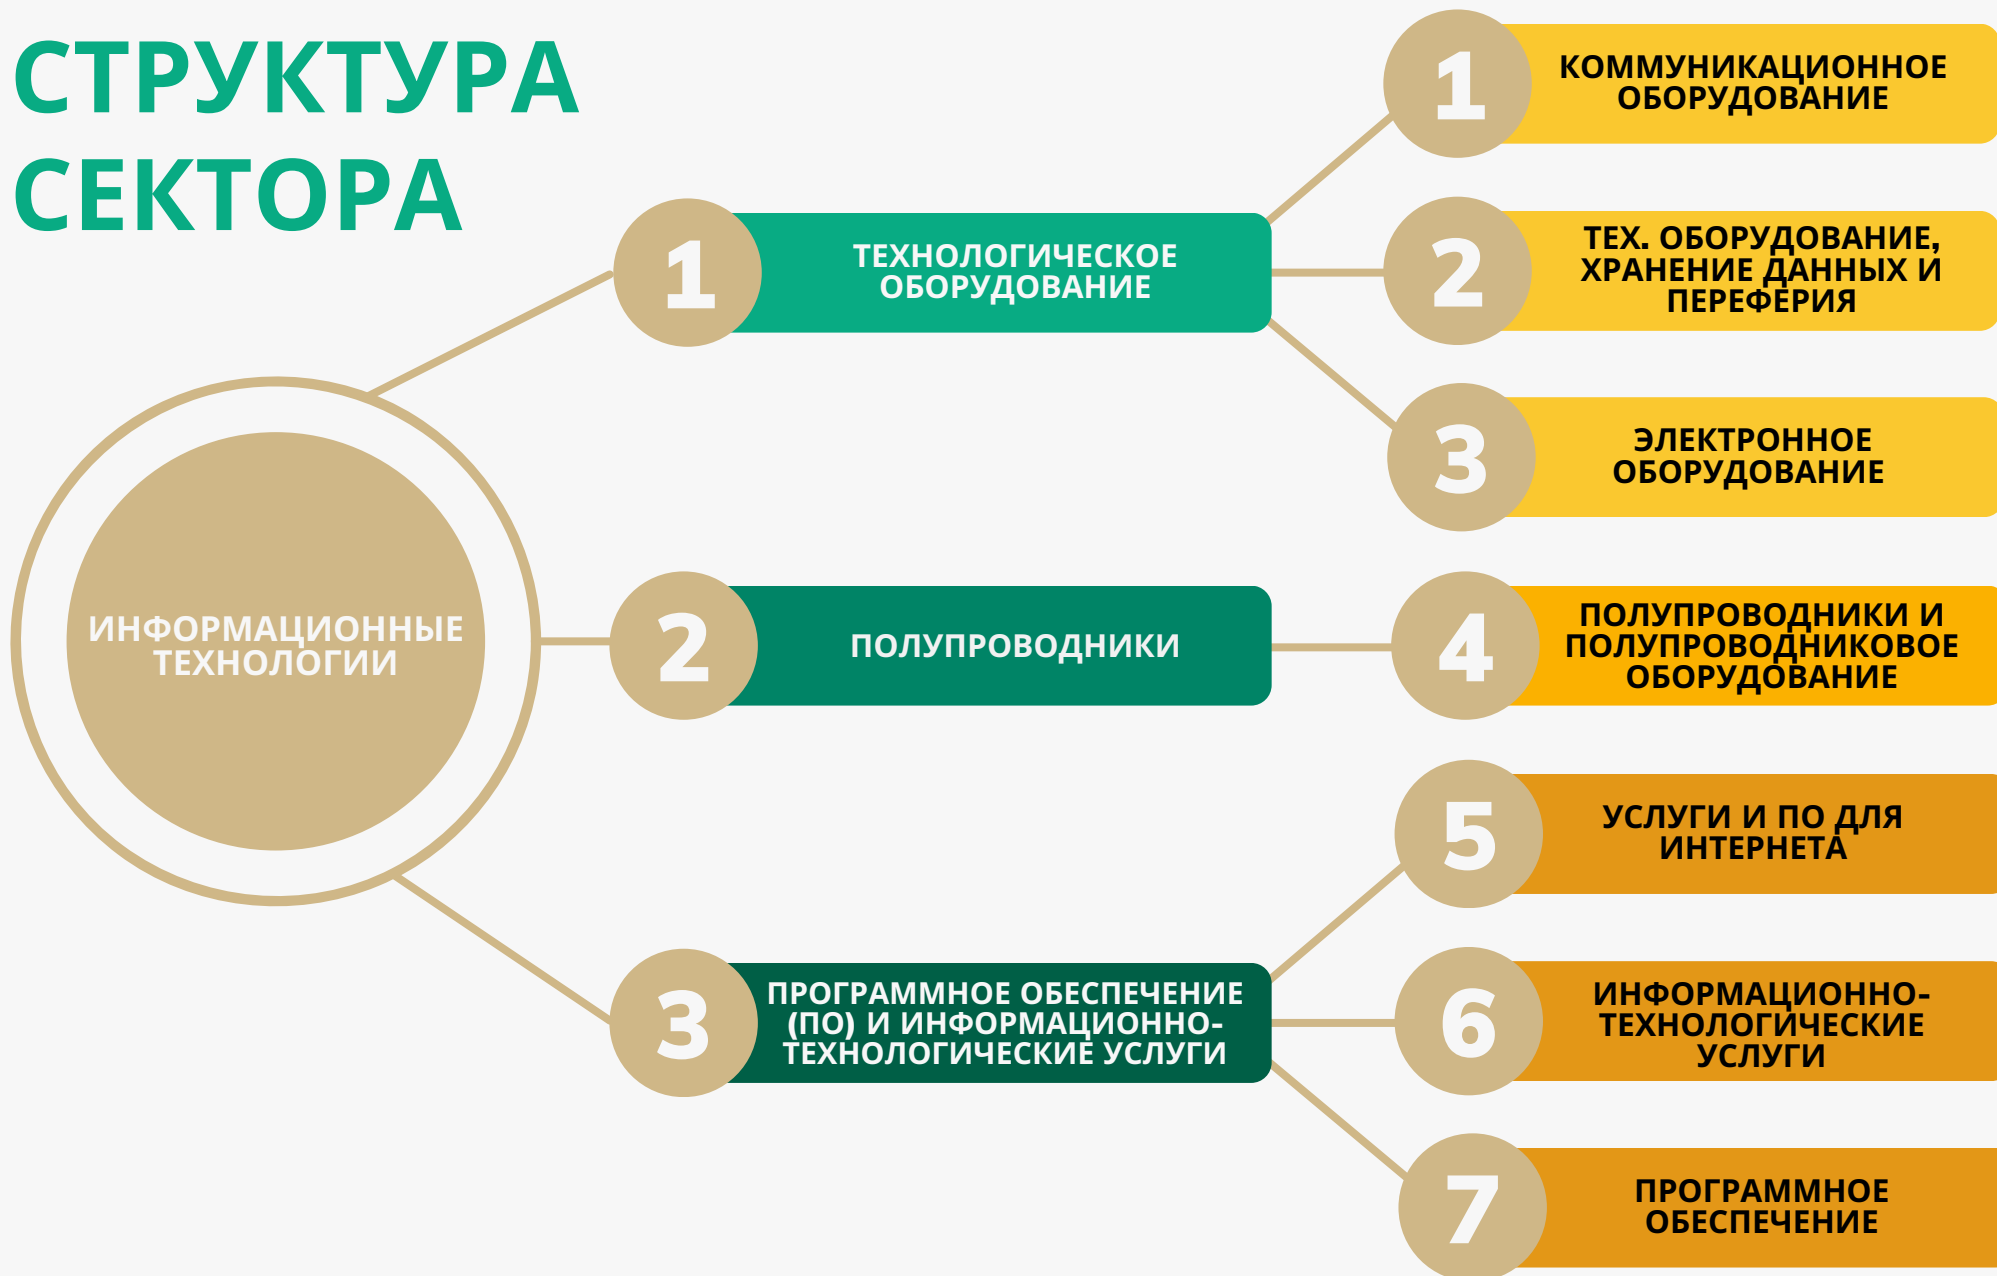 СТРУКТУРА
СЕКТОРА
ИНФОРМАЦИОННЫЕ
ТЕХНОЛОГИИ
1
ТЕХНОЛОГИЧЕСКОЕ
ОБОРУДОВАНИЕ
1
КОММУНИКАЦИОННОЕ
ОБОРУДОВАНИЕ
2
ТЕХ. ОБОРУДОВАНИЕ,
ХРАНЕНИЕ ДАННЫХ И
ПЕРЕФЕРИЯ
3
ЭЛЕКТРОННОЕ
ОБОРУДОВАНИЕ
2
ПОЛУПРОВОДНИКИ
4
ПОЛУПРОВОДНИКИ И
ПОЛУПРОВОДНИКОВОЕ
ОБОРУДОВАНИЕ
3
ПРОГРАММНОЕ ОБЕСПЕЧЕНИЕ
(ПО) И ИНФОРМАЦИОННО-
ТЕХНОЛОГИЧЕСКИЕ УСЛУГИ
5
УСЛУГИ И ПО ДЛЯ
ИНТЕРНЕТА
6
ИНФОРМАЦИОННО-
ТЕХНОЛОГИЧЕСКИЕ
УСЛУГИ
7
ПРОГРАММНОЕ
ОБЕСПЕЧЕНИЕ